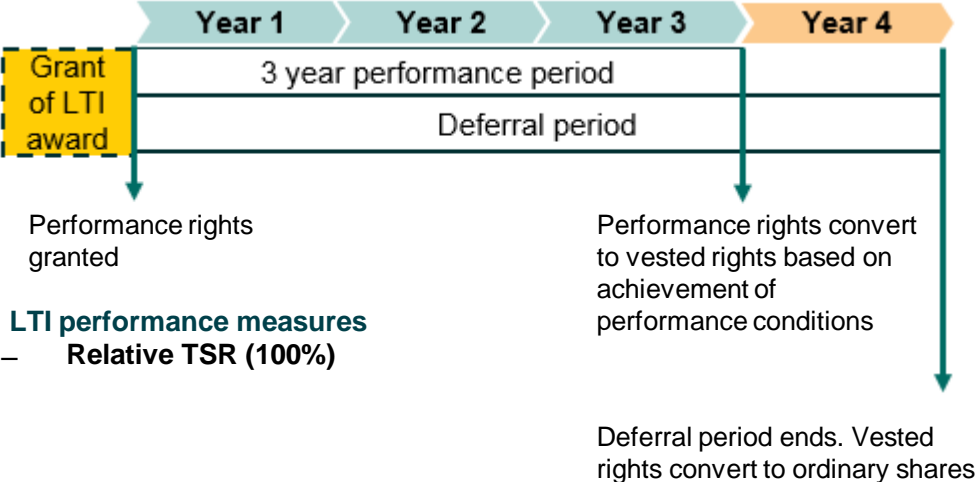 Year 1 Year 2 Year 3 Year 4
Grant
of LTI
award
3 year performance period
Deferral period
Performance rights
granted
Performance rights convert
to vested rights based on
achievement of
performance conditions
LTI performance measures
– Relative TSR (100%)
Deferral period ends. Vested
rights convert to ordinary shares